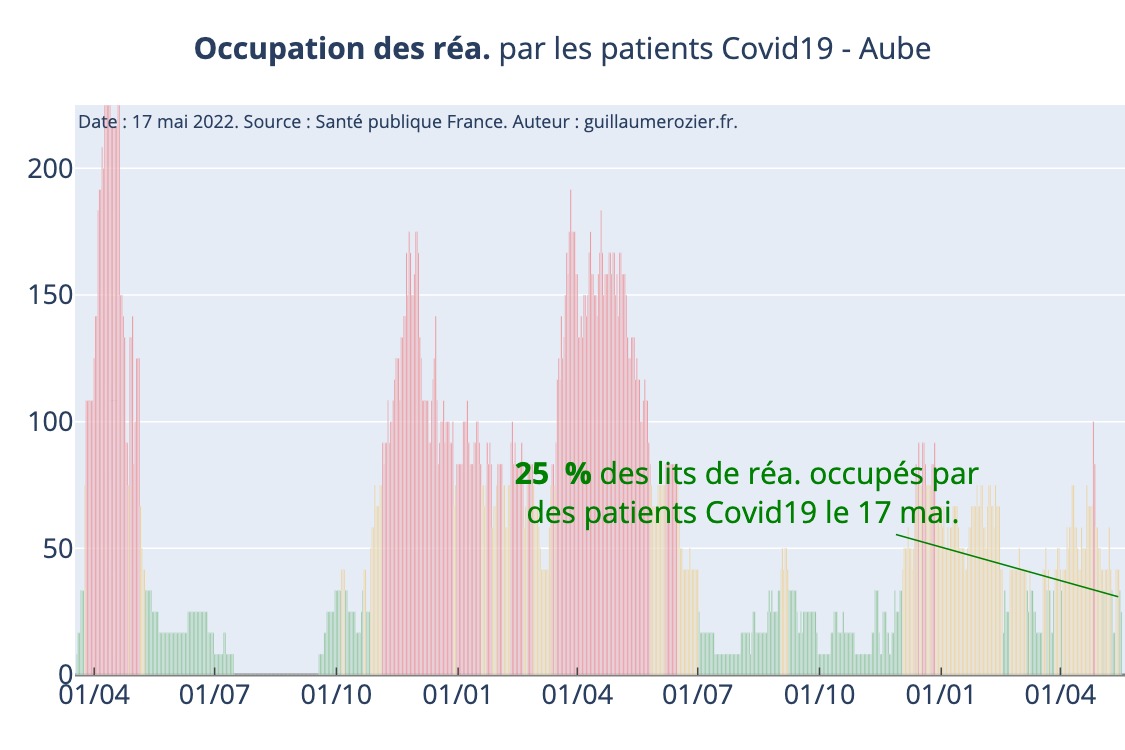 Occupation des réa. par les patients Covid19 - Aube
Date : 17 mai 2022. Source : Santé publique France. Auteur : guillaumerozier.fr.
200
150
100
50
0
25 % des lits de réa. occupés par
des patients Covid19 le 17 mai.
01/04 01/07 01/10 01/01 01/04 01/07 01/10 01/01 01/04